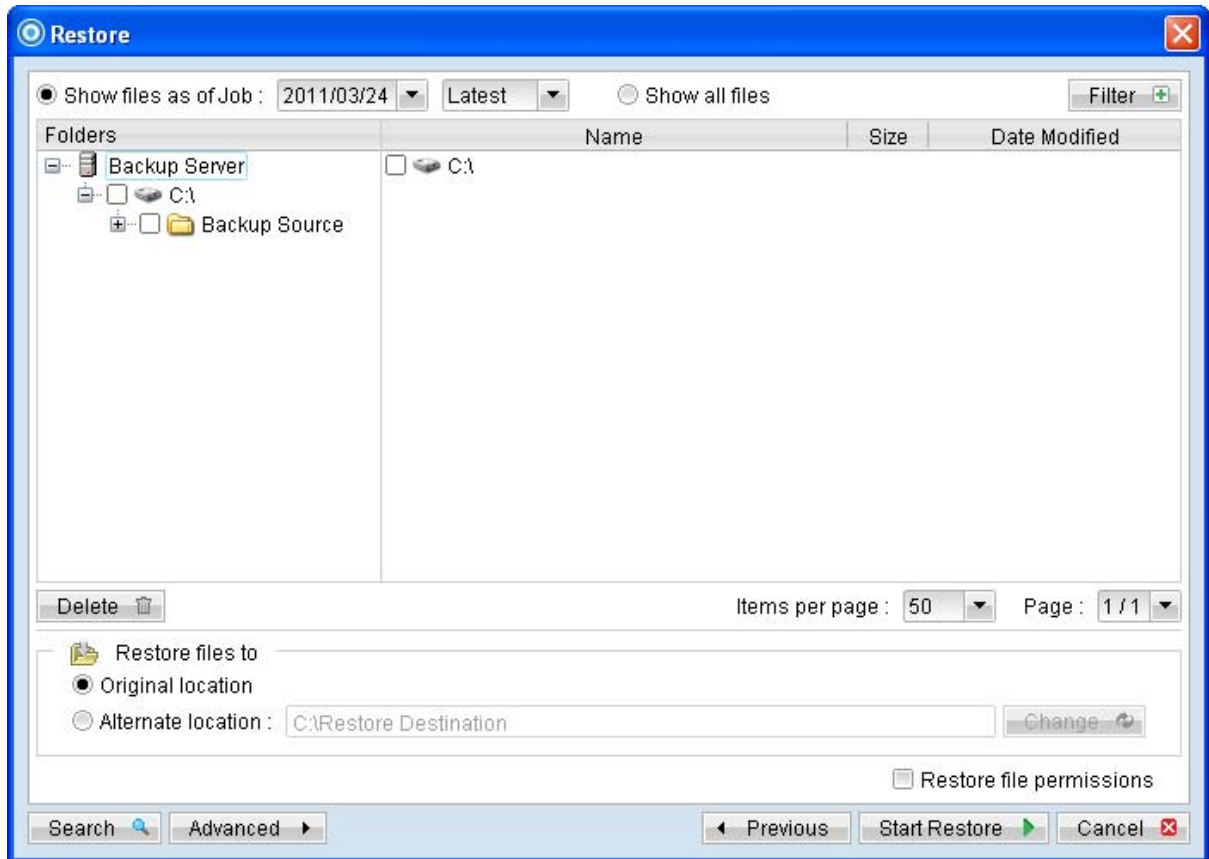 Restore
Show files as of Job : 2011/03/24 Latest Show all files Filter
Folders Name Size Date Modified
Backup Server C:\
C:\
Backup Source
Delete Items per page : 50 Page : 1 / 1
Restore files to
Original location
Alternate location : C:\Restore Destination Change
Restore file permissions
Search Advanced Previous Start Restore Cancel